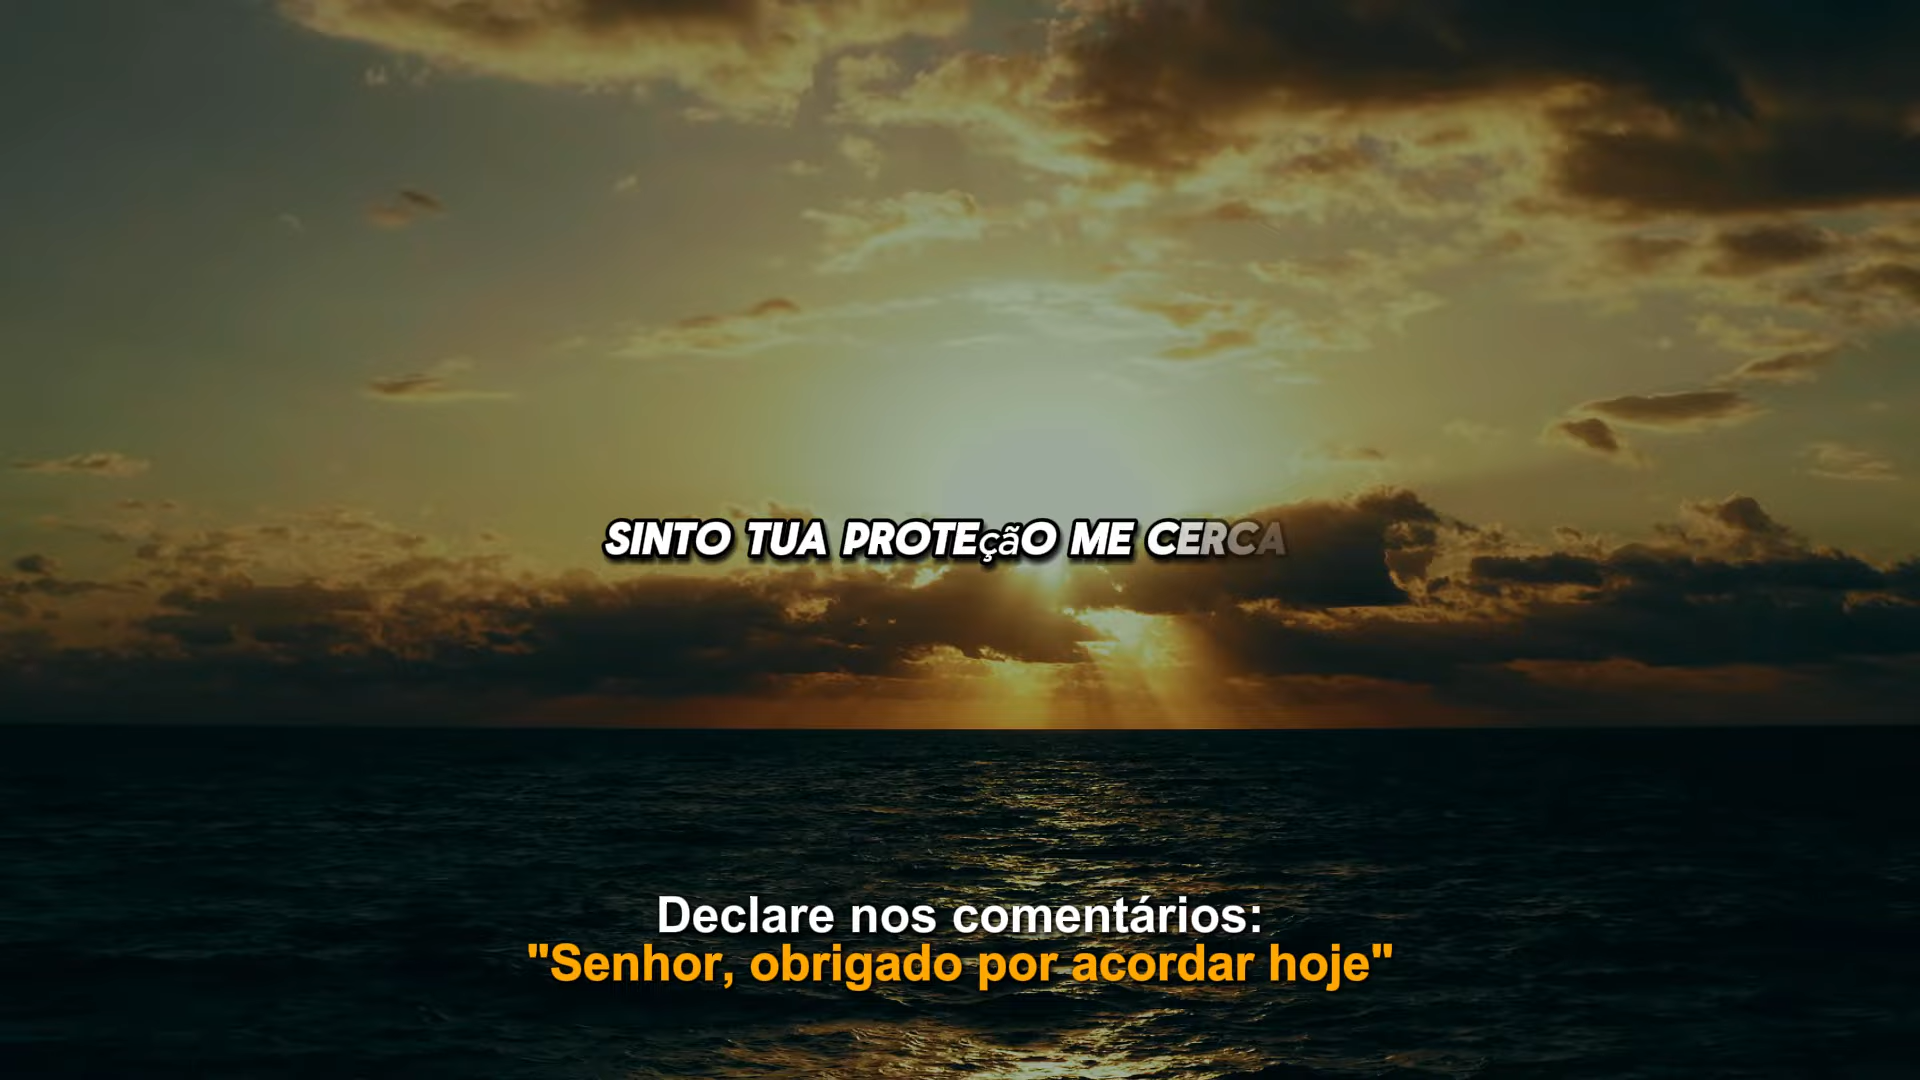 SINTO TUA PROTEçãO ME CERCA
Declare nos comentários:
"Senhor, obrigado por acordar hoje"